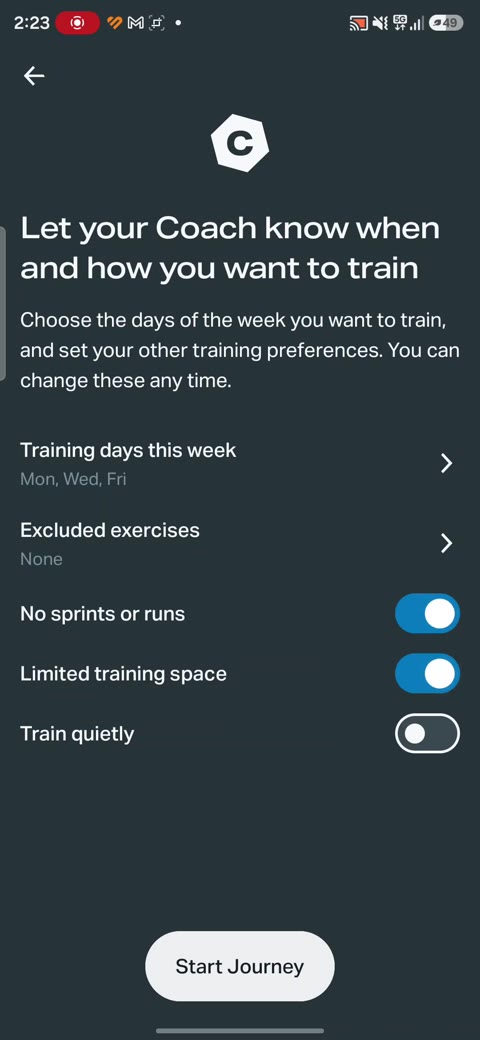 2:23
5G
49
C
Let your Coach know when
and how you want to train
Choose the days of the week you want to train,
and set your other training preferences. You can
change these any time.
Training days this week
Mon, Wed, Fri
Excluded exercises
None
No sprints or runs
Limited training space
Train quietly
Start Journey